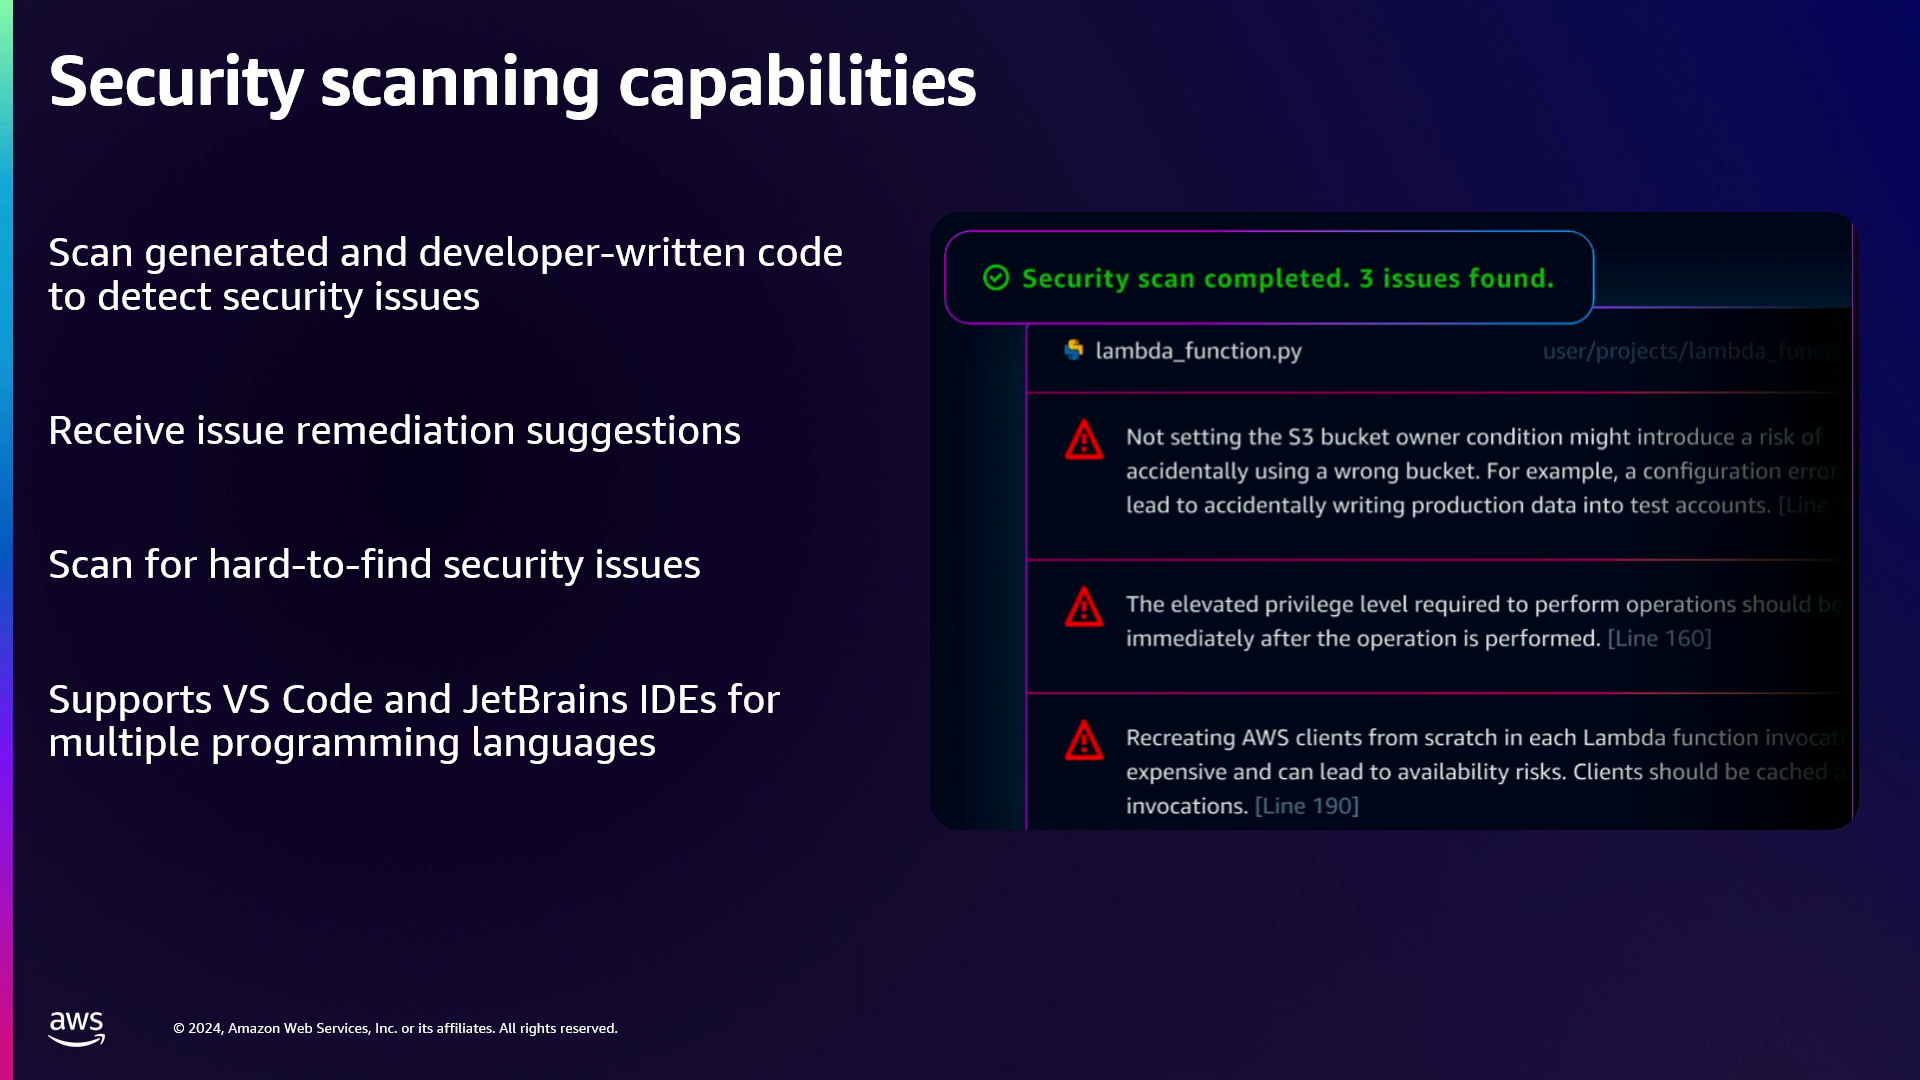 Security scanning capabilities
Scan generated and developer-written code
to detect security issues
Receive issue remediation suggestions
Scan for hard-to-find security issues
Supports VS Code and JetBrains IDEs for
multiple programming languages
Security scan completed. 3 issues found.
lambda_function.py user/projects/lambda_func
Not setting the S3 bucket owner condition might introduce a risk of
accidentally using a wrong bucket. For example, a configuration error
lead to accidentally writing production data into test accounts. [Line
The elevated privilege level required to perform operations should be
immediately after the operation is performed. [Line 160]
Recreating AWS clients from scratch in each Lambda function invocati
expensive and can lead to availability risks. Clients should be cached a
invocations. [Line 190]
aws
© 2024, Amazon Web Services, Inc. or its affiliates. All rights reserved.